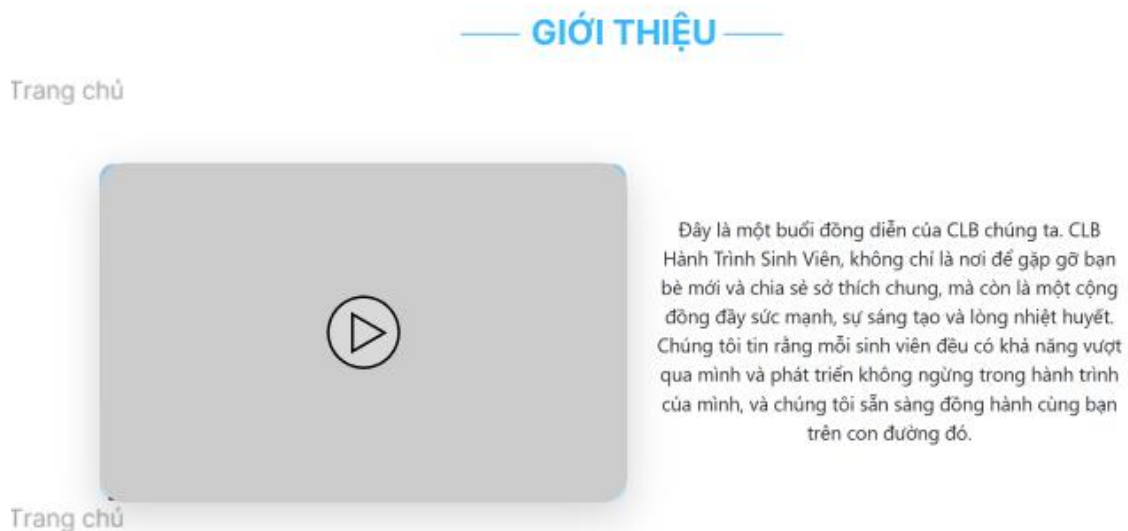 GIỚI THIỆU
Trang chủ
Đây là một buổi đồng diễn của CLB chúng ta. CLB
Hành Trình Sinh Viên, không chỉ là nơi để gặp gỡ bạn
bè mới và chia sẻ sở thích chung, mà còn là một cộng
đồng đầy sức mạnh, sự sáng tạo và lòng nhiệt huyết.
Chúng tôi tin rằng mỗi sinh viên đều có khả năng vượt
qua mình và phát triển không ngừng trong hành trình
của mình, và chúng tôi sẵn sàng đồng hành cùng bạn
trên con đường đó.
Trang chủ